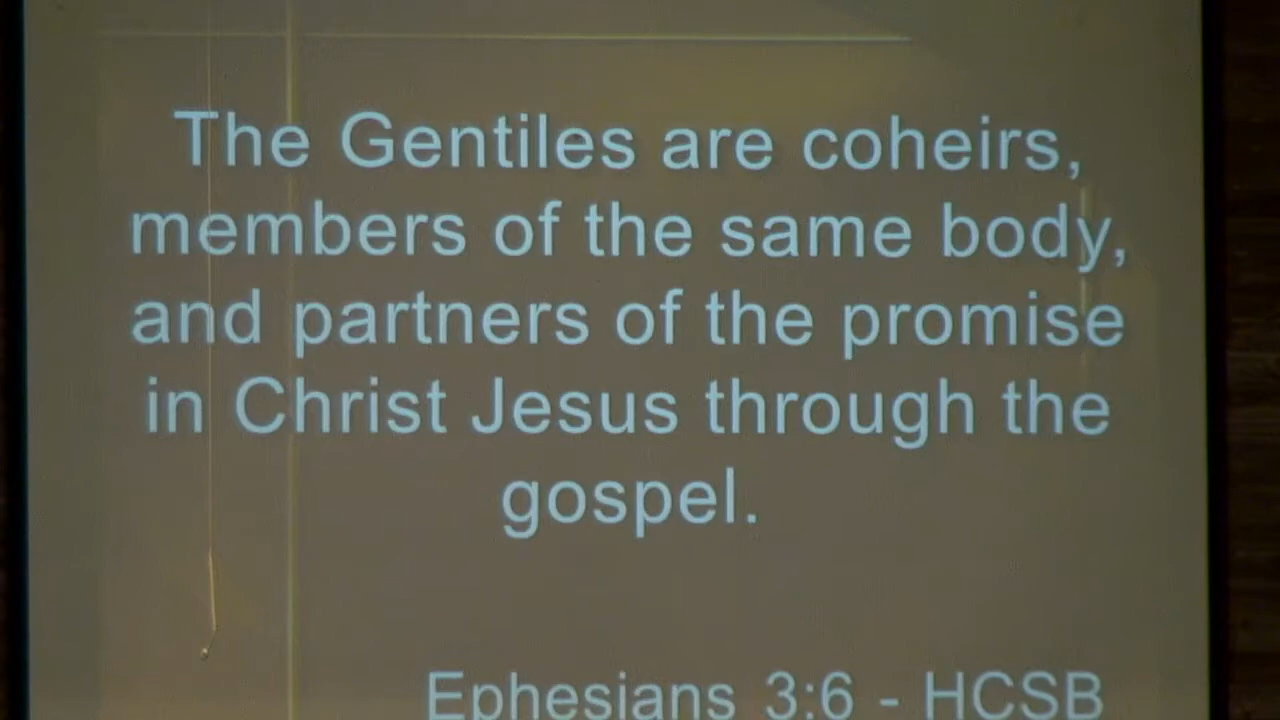 The Gentiles are coheirs,
members of the same body,
and partners of the promise
in Christ Jesus through the
gospel.
Ephesians 3:6 - HCSB